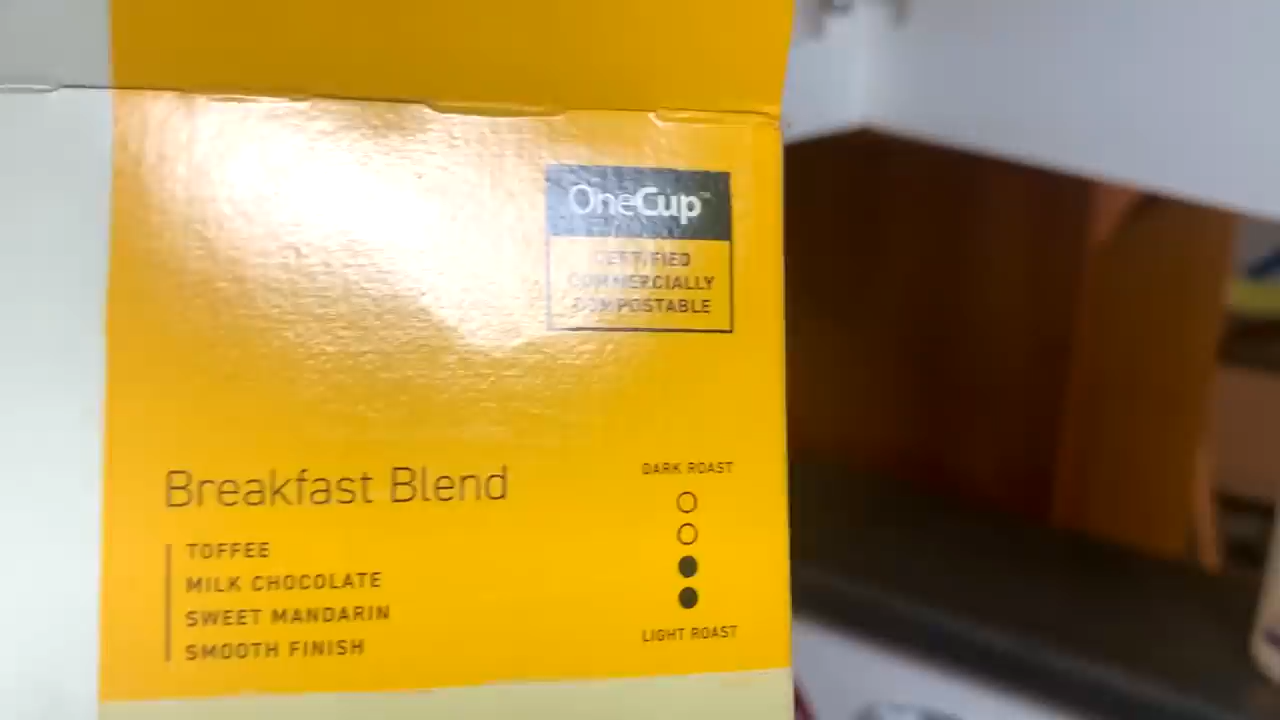 OneCup™
CERTIFIED
COMMERCIALLY
COMPOSTABLE
Breakfast Blend
TOFFEE
MILK CHOCOLATE
SWEET MANDARIN
SMOOTH FINISH
DARK ROAST
LIGHT ROAST